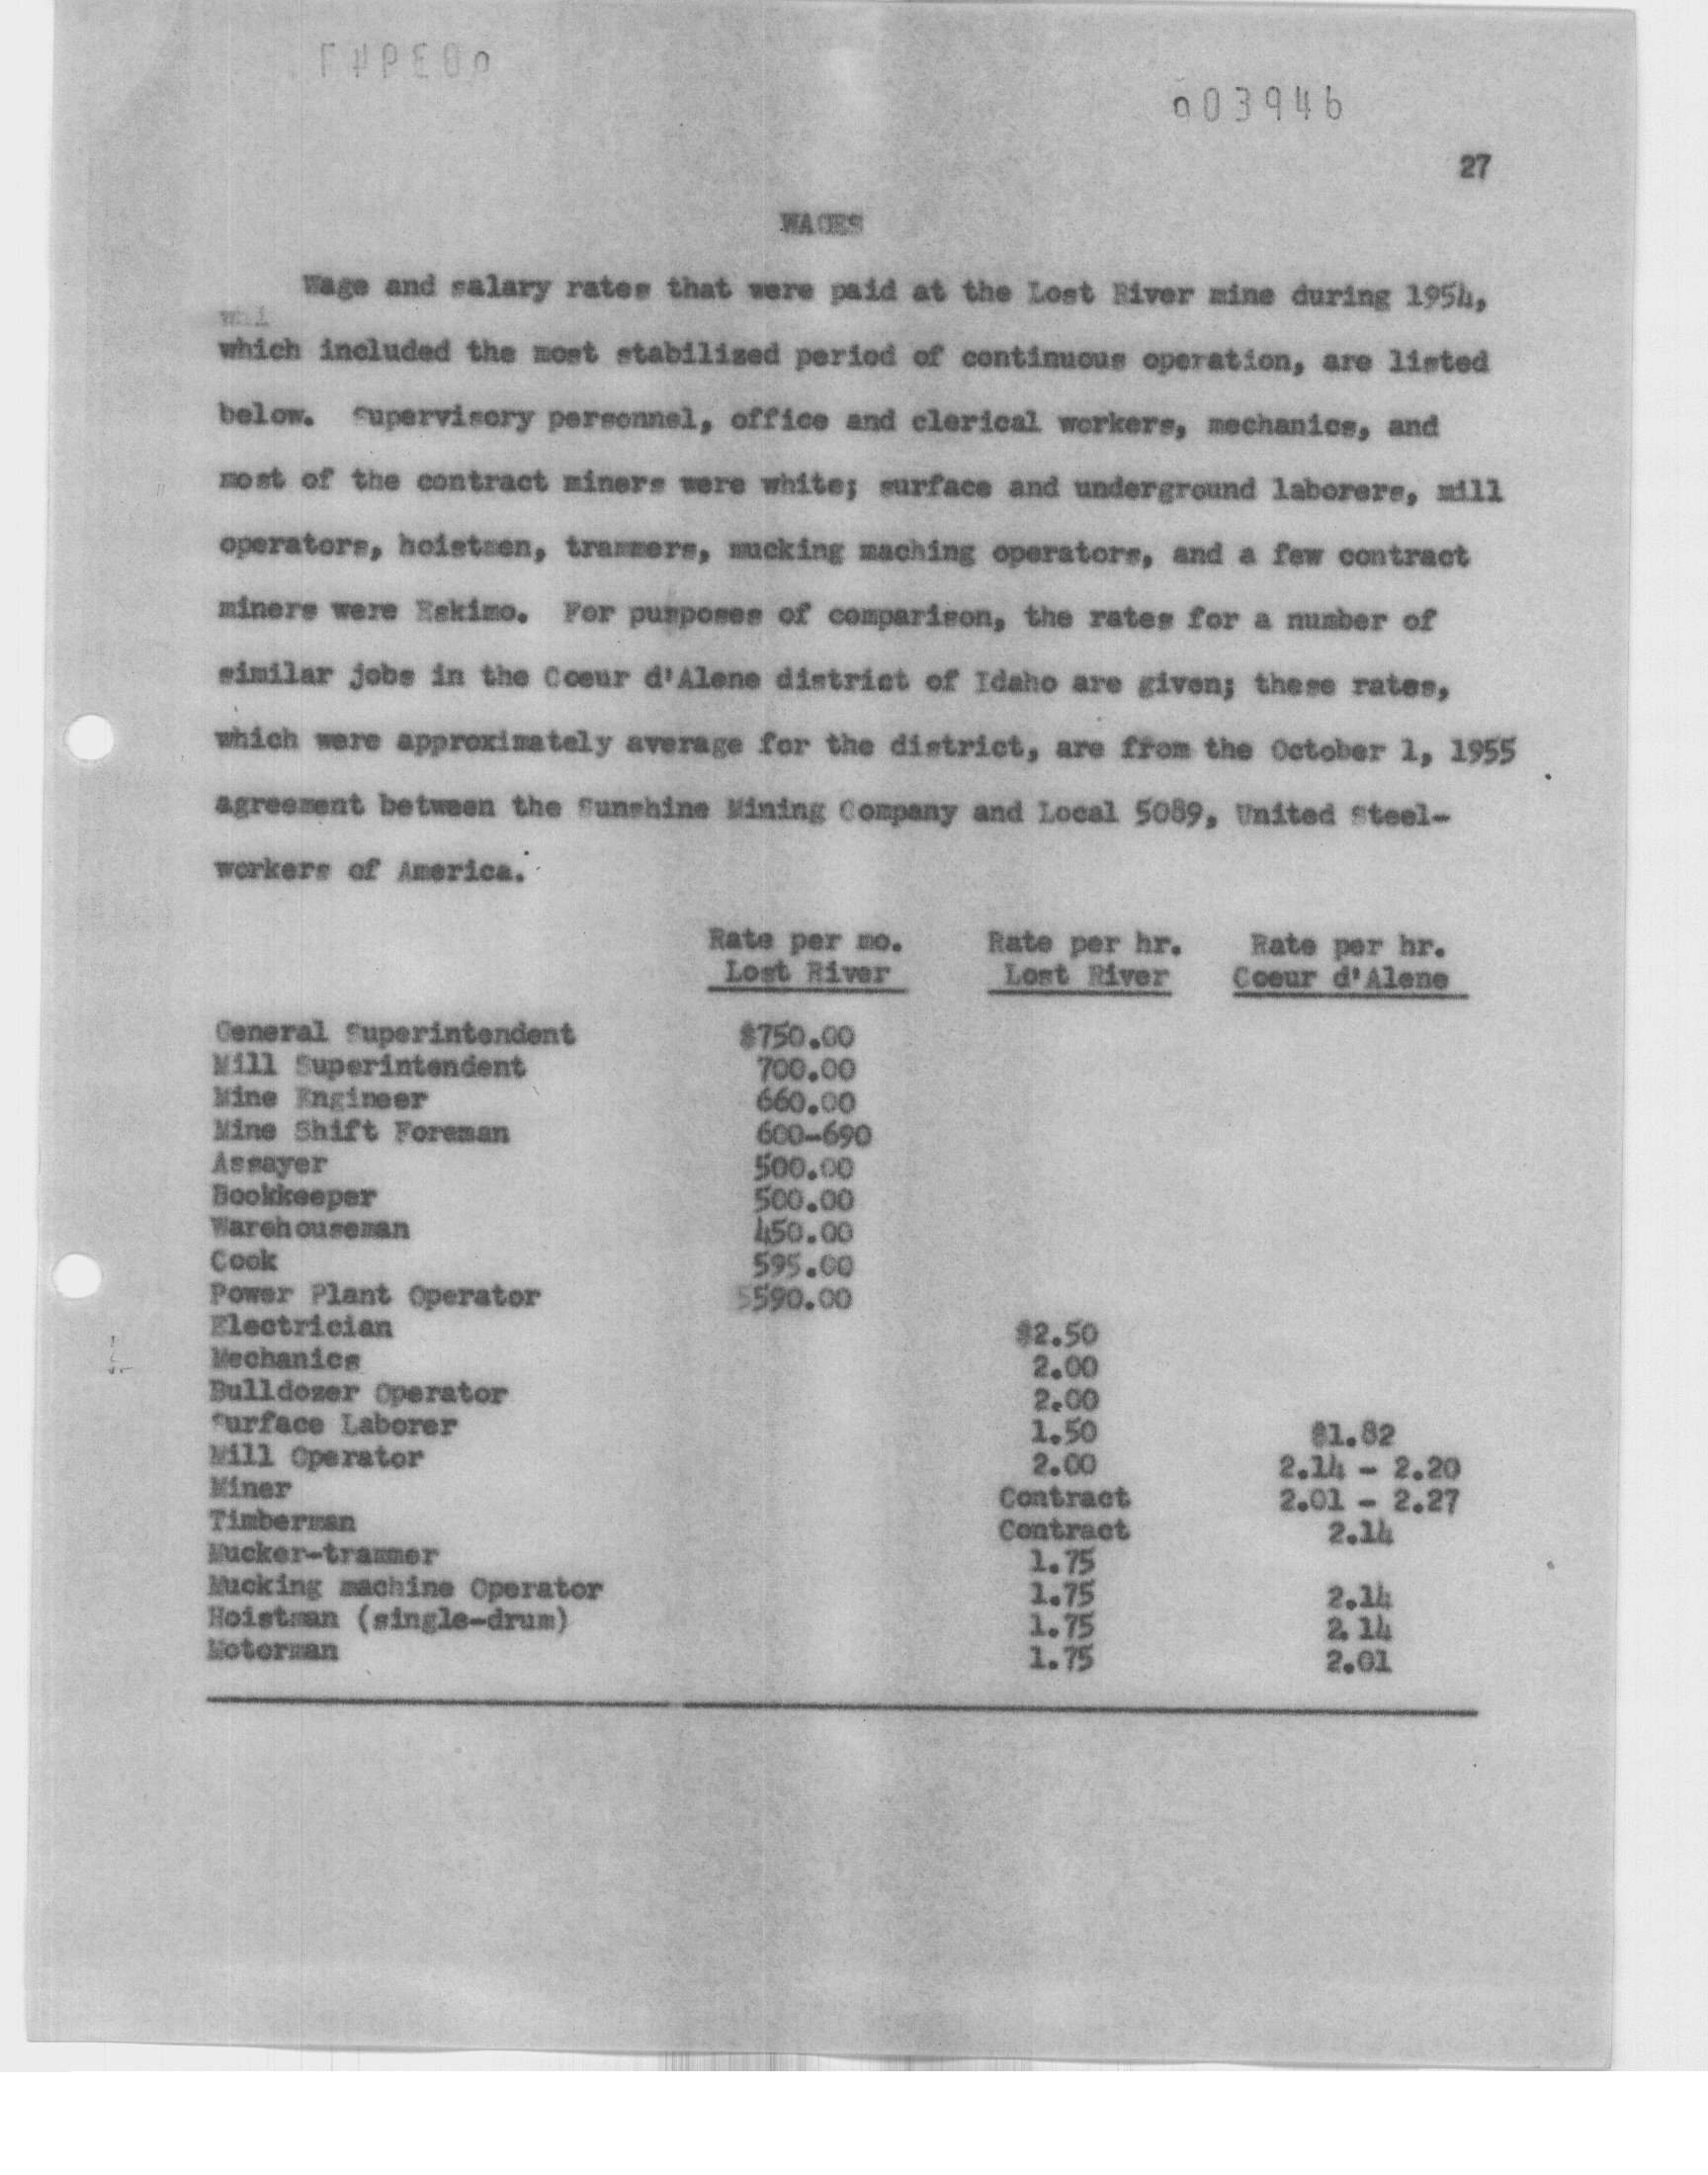 003947
003946
27
WAGES
Wage and salary rates that were paid at the Lost River mine during 1954,
whi
which included the most stabilized period of continuous operation, are listed
below. Supervisory personnel, office and clerical workers, mechanics, and
most of the contract miners were white; surface and underground laborers, mill
operators, hoistmen, trammers, mucking maching operators, and a few contract
miners were Eskimo. For purposes of comparison, the rates for a number of
similar jobs in the Coeur d'Alene district of Idaho are given; these rates,
which were approximately average for the district, are from the October 1, 1955
agreement between the Sunshine Mining Company and Local 5089, United Steel-
workers of America.
Rate per mo. Rate per hr. Rate per hr.
Lost River Lost River Coeur d'Alene
General Superintendent $750.00
Mill Superintendent 700.00
Mine Engineer 660.00
Mine Shift Foreman 600-690
Assayer 500.00
Bookkeeper 500.00
Warehouseman 450.00
Cook 595.00
Power Plant Operator 590.00
Electrician $2.50
Mechanics 2.00
Bulldozer Operator 2.00
Surface Laborer 1.50 $1.82
Mill Operator 2.00 2.14 - 2.20
Miner Contract 2.01 - 2.27
Timberman Contract 2.14
Mucker-trammer 1.75
Mucking machine Operator 1.75 2.14
Hoistman (single-drum) 1.75 2.14
Motorman 1.75 2.01